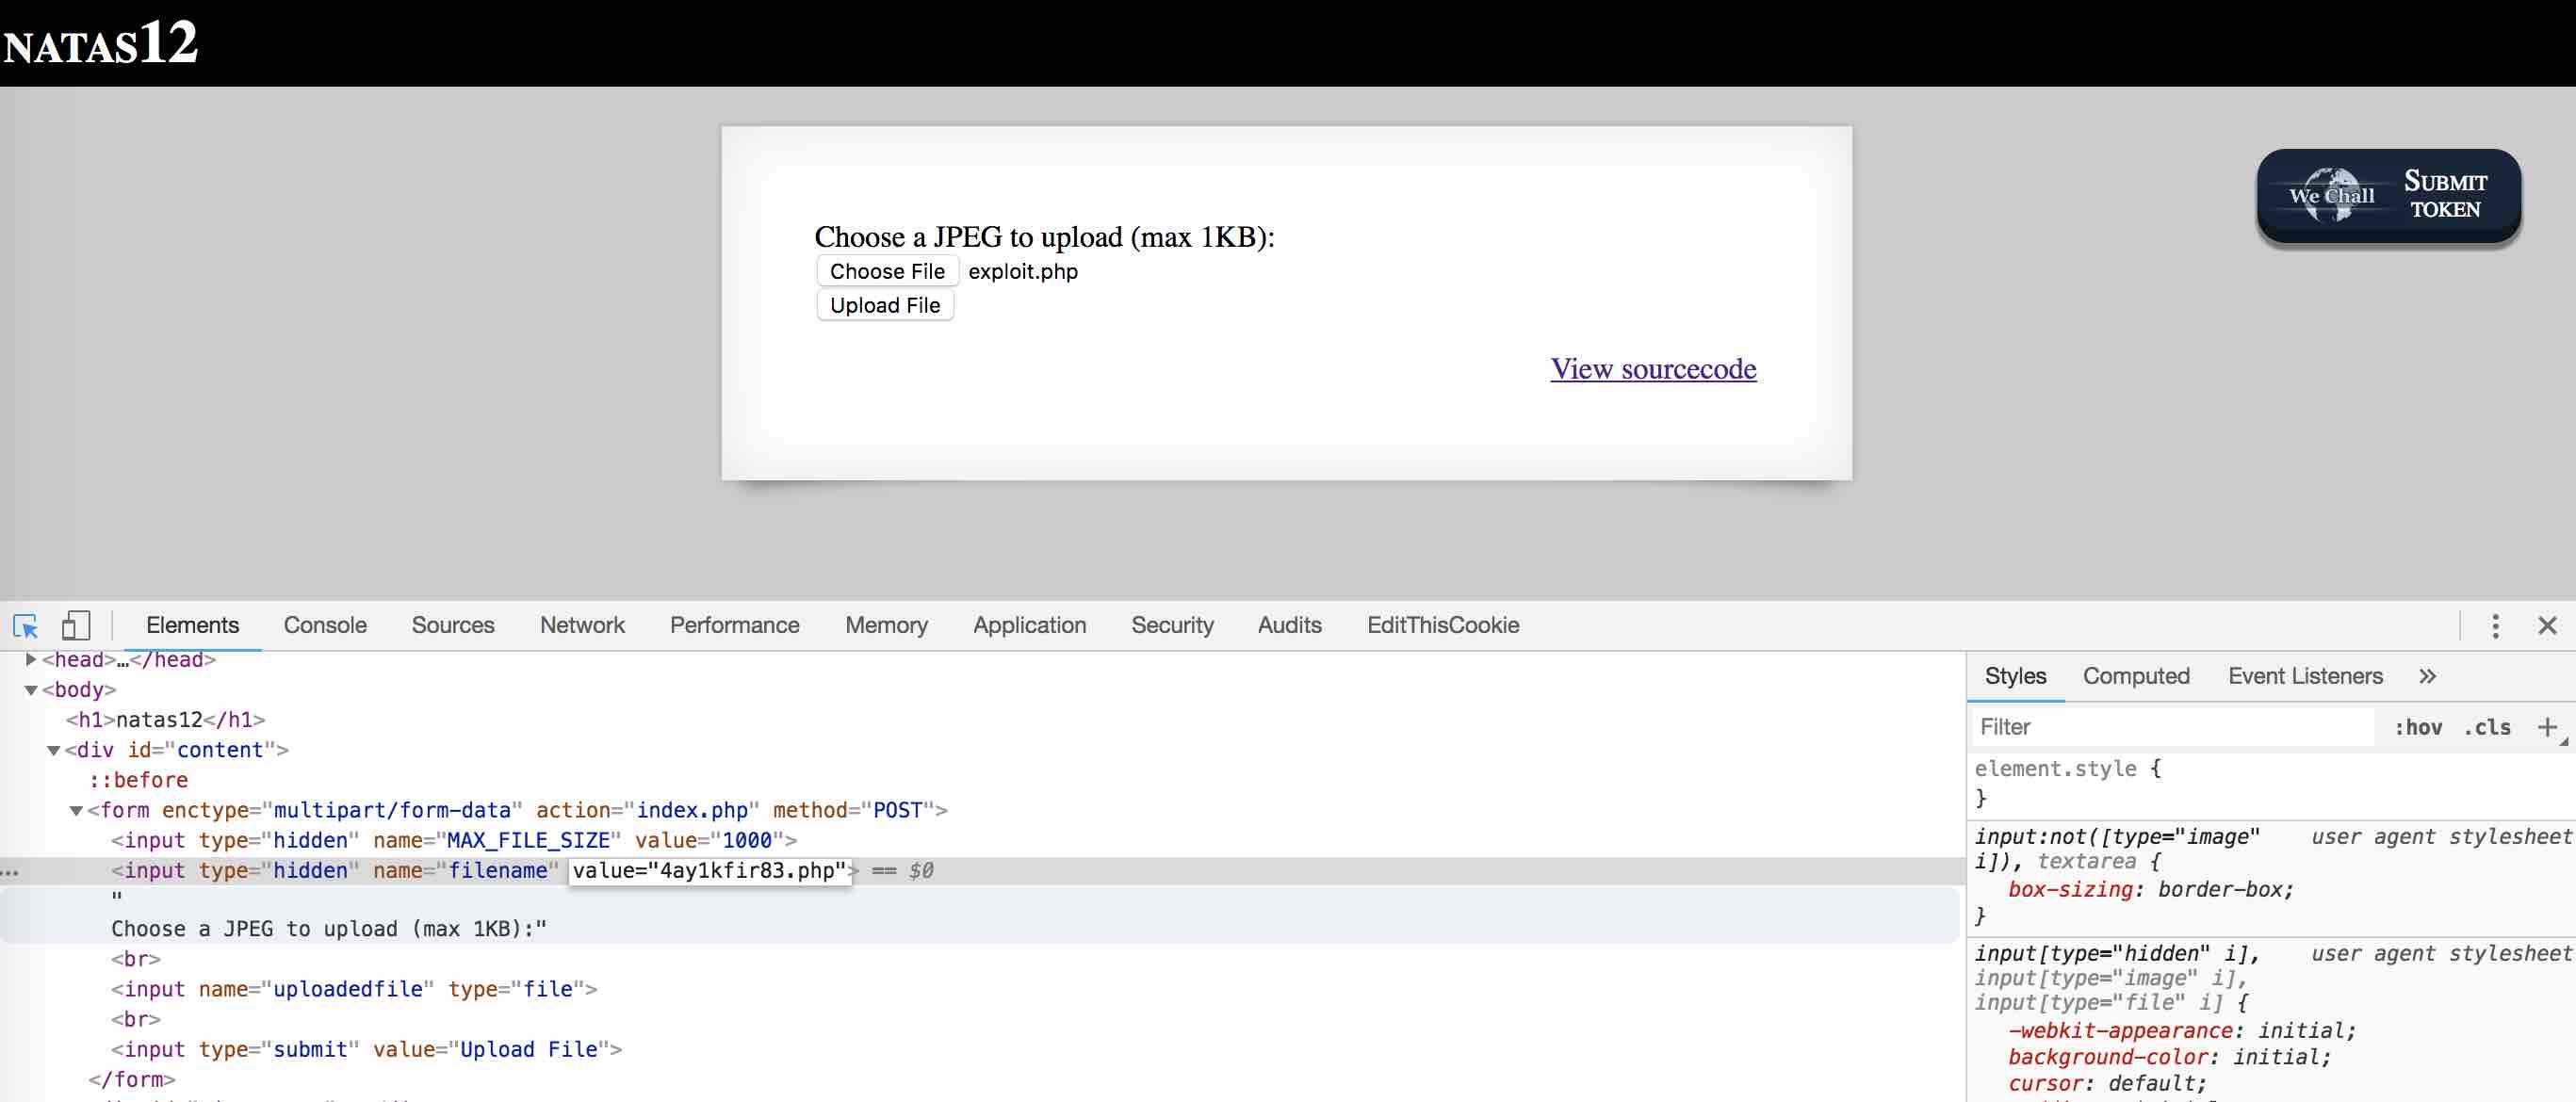 NATAS12
We Chall
SUBMIT
TOKEN
Choose a JPEG to upload (max 1KB):
Choose File exploit.php
Upload File
View sourcecode
Elements Console Sources Network Performance Memory Application Security Audits EditThisCookie
<head>…</head>
<body>
<h1>natas12</h1>
<div id="content">
::before
<form enctype="multipart/form-data" action="index.php" method="POST">
<input type="hidden" name="MAX_FILE_SIZE" value="1000">
… <input type="hidden" name="filename" value="4ay1kfir83.php"> == $0
"
Choose a JPEG to upload (max 1KB):"
<br>
<input name="uploadedfile" type="file">
<br>
<input type="submit" value="Upload File">
</form>
Styles Computed Event Listeners »
Filter :hov .cls +
element.style {
}
input:not([type="image" user agent stylesheet
i]), textarea {
box-sizing: border-box;
}
input[type="hidden" i], user agent stylesheet
input[type="image" i],
input[type="file" i] {
-webkit-appearance: initial;
background-color: initial;
cursor: default;